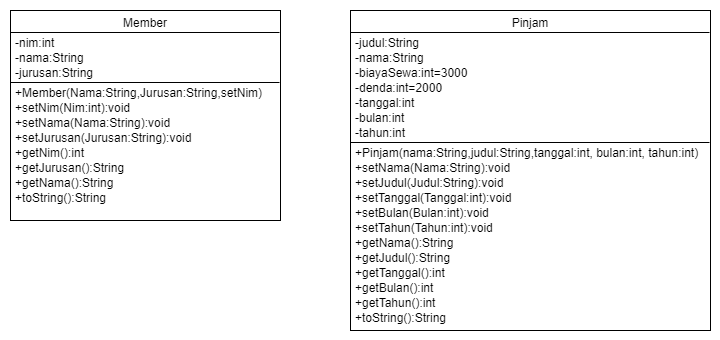 Member
-nim:int
-nama:String
-jurusan:String
+Member(Nama:String,Jurusan:String,setNim)
+setNim(Nim:int):void
+setNama(Nama:String):void
+setJurusan(Jurusan:String):void
+getNim():int
+getJurusan():String
+getNama():String
+toString():String
Pinjam
-judul:String
-nama:String
-biayaSewa:int=3000
-denda:int=2000
-tanggal:int
-bulan:int
-tahun:int
+Pinjam(nama:String,judul:String,tanggal:int, bulan:int, tahun:int)
+setNama(Nama:String):void
+setJudul(Judul:String):void
+setTanggal(Tanggal:int):void
+setBulan(Bulan:int):void
+setTahun(Tahun:int):void
+getNama():String
+getJudul():String
+getTanggal():int
+getBulan():int
+getTahun():int
+toString():String